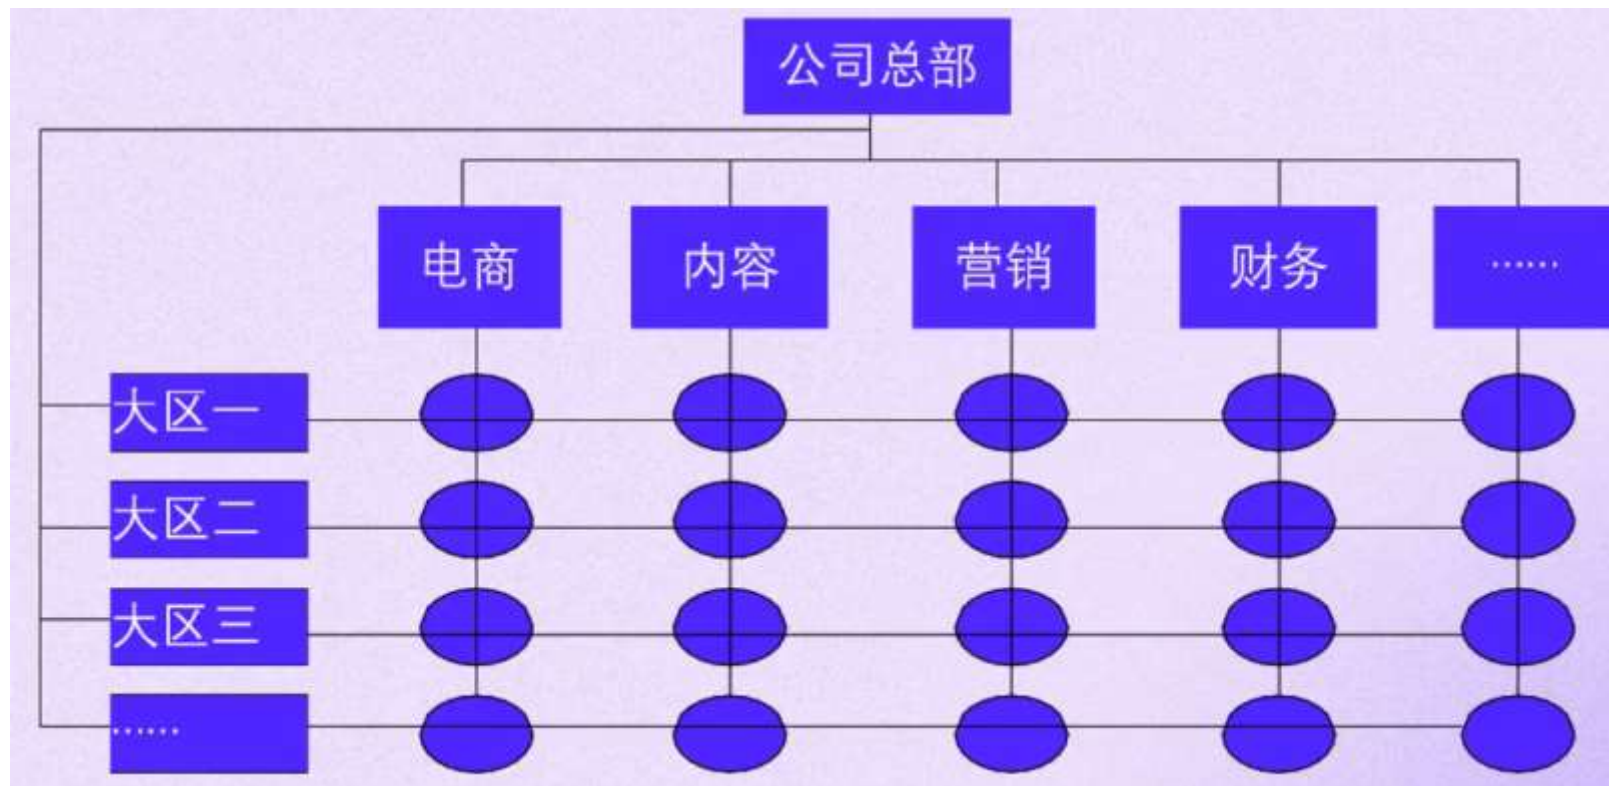 公司总部
电商
内容
营销
财务
……
大区一
大区二
大区三
……